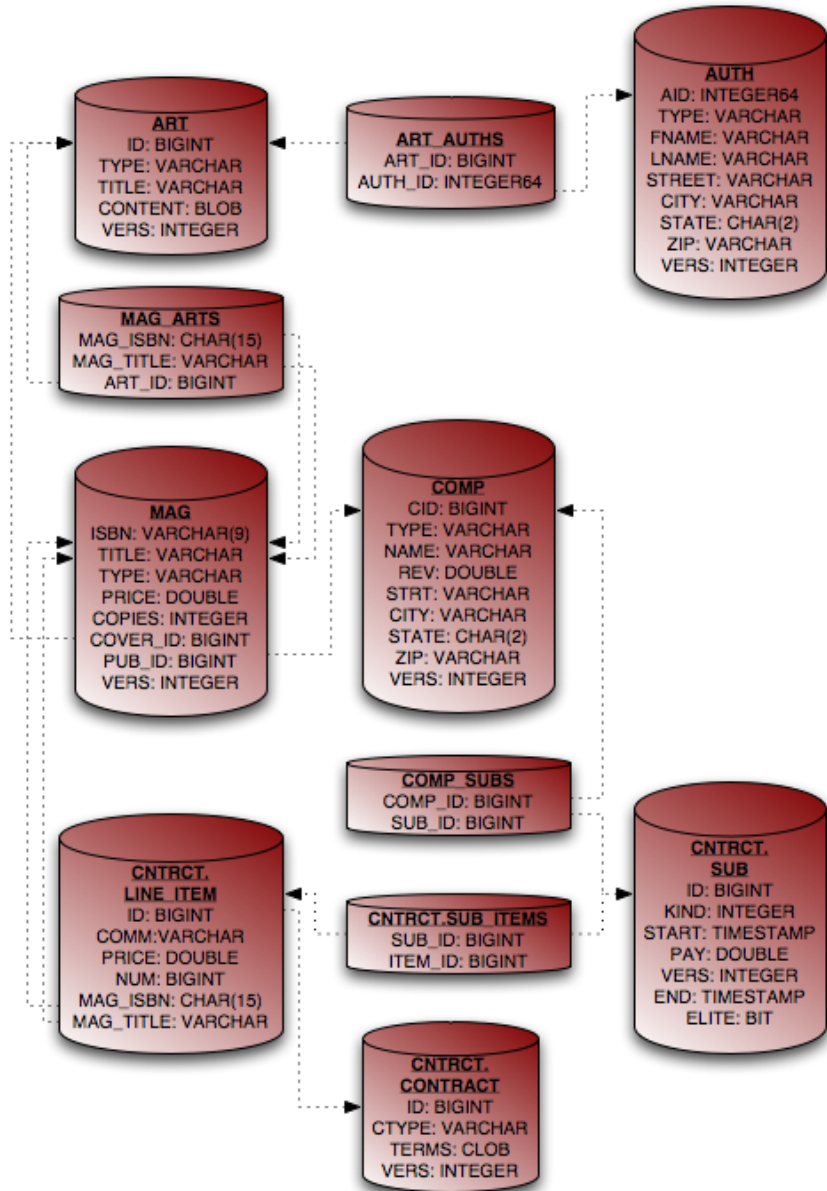 ART
ID: BIGINT
TYPE: VARCHAR
TITLE: VARCHAR
CONTENT: BLOB
VERS: INTEGER
ART_AUTHS
ART_ID: BIGINT
AUTH_ID: INTEGER64
AUTH
AID: INTEGER64
TYPE: VARCHAR
FNAME: VARCHAR
LNAME: VARCHAR
STREET: VARCHAR
CITY: VARCHAR
STATE: CHAR(2)
ZIP: VARCHAR
VERS: INTEGER
MAG_ARTS
MAG_ISBN: CHAR(15)
MAG_TITLE: VARCHAR
ART_ID: BIGINT
MAG
ISBN: VARCHAR(9)
TITLE: VARCHAR
TYPE: VARCHAR
PRICE: DOUBLE
COPIES: INTEGER
COVER_ID: BIGINT
PUB_ID: BIGINT
VERS: INTEGER
COMP
CID: BIGINT
TYPE: VARCHAR
NAME: VARCHAR
REV: DOUBLE
STRT: VARCHAR
CITY: VARCHAR
STATE: CHAR(2)
ZIP: VARCHAR
VERS: INTEGER
COMP_SUBS
COMP_ID: BIGINT
SUB_ID: BIGINT
CNTRCT.
LINE_ITEM
ID: BIGINT
COMM:VARCHAR
PRICE: DOUBLE
NUM: BIGINT
MAG_ISBN: CHAR(15)
MAG_TITLE: VARCHAR
CNTRCT.SUB_ITEMS
SUB_ID: BIGINT
ITEM_ID: BIGINT
CNTRCT.
SUB
ID: BIGINT
KIND: INTEGER
START: TIMESTAMP
PAY: DOUBLE
VERS: INTEGER
END: TIMESTAMP
ELITE: BIT
CNTRCT.
CONTRACT
ID: BIGINT
CTYPE: VARCHAR
TERMS: CLOB
VERS: INTEGER